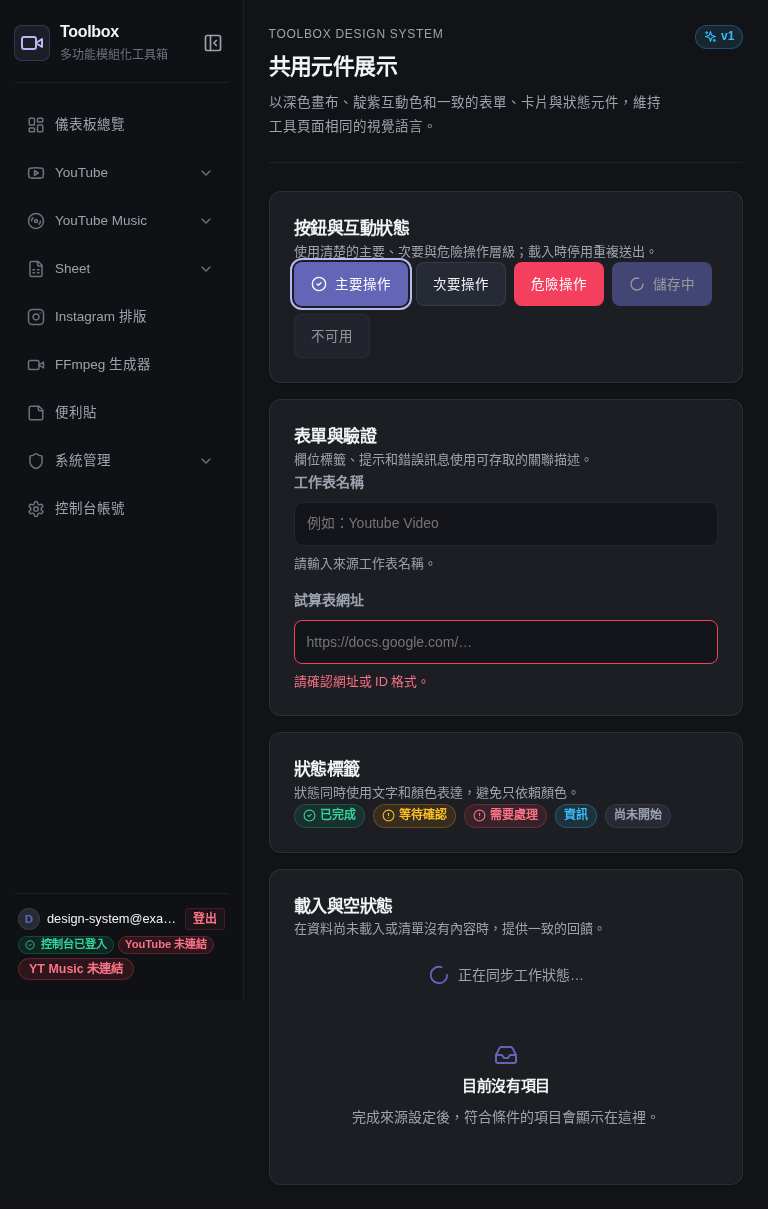 Toolbox
多功能模組化工具箱
儀表板總覽
YouTube
YouTube Music
Sheet
Instagram 排版
FFmpeg 生成器
便利貼
系統管理
控制台帳號
D
design-system@exa…
登出
控制台已登入
YouTube 未連結
YT Music 未連結
TOOLBOX DESIGN SYSTEM
v1
共用元件展示
以深色畫布、靛紫互動色和一致的表單、卡片與狀態元件，維持
工具頁面相同的視覺語言。
按鈕與互動狀態
使用清楚的主要、次要與危險操作層級；載入時停用重複送出。
主要操作
次要操作
危險操作
儲存中
不可用
表單與驗證
欄位標籤、提示和錯誤訊息使用可存取的關聯描述。
工作表名稱
例如：Youtube Video
請輸入來源工作表名稱。
試算表網址
https://docs.google.com/…
請確認網址或 ID 格式。
狀態標籤
狀態同時使用文字和顏色表達，避免只依賴顏色。
已完成
等待確認
需要處理
資訊
尚未開始
載入與空狀態
在資料尚未載入或清單沒有內容時，提供一致的回饋。
正在同步工作狀態…
目前沒有項目
完成來源設定後，符合條件的項目會顯示在這裡。